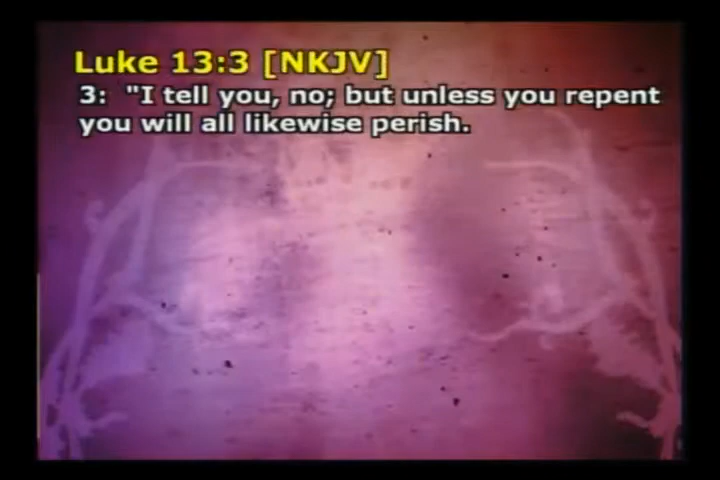 Luke 13:3 [NKJV]
3: "I tell you, no; but unless you repent
you will all likewise perish.